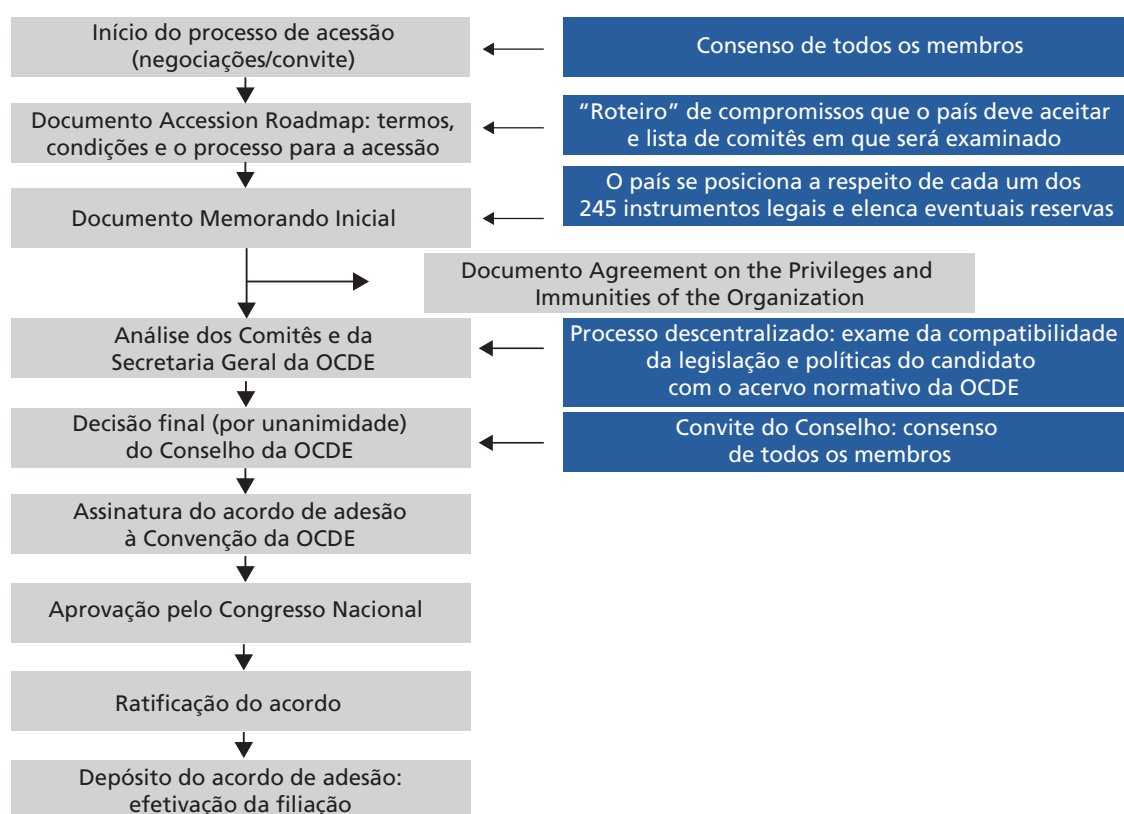 Início do processo de acessão
(negociações/convite)
Consenso de todos os membros
Documento Accession Roadmap: termos,
condições e o processo para a acessão
“Roteiro” de compromissos que o país deve aceitar
e lista de comitês em que será examinado
Documento Memorando Inicial
O país se posiciona a respeito de cada um dos
245 instrumentos legais e elenca eventuais reservas
Documento Agreement on the Privileges and
Immunities of the Organization
Análise dos Comitês e da
Secretaria Geral da OCDE
Processo descentralizado: exame da compatibilidade
da legislação e políticas do candidato
com o acervo normativo da OCDE
Decisão final (por unanimidade)
do Conselho da OCDE
Convite do Conselho: consenso
de todos os membros
Assinatura do acordo de adesão
à Convenção da OCDE
Aprovação pelo Congresso Nacional
Ratificação do acordo
Depósito do acordo de adesão:
efetivação da filiação